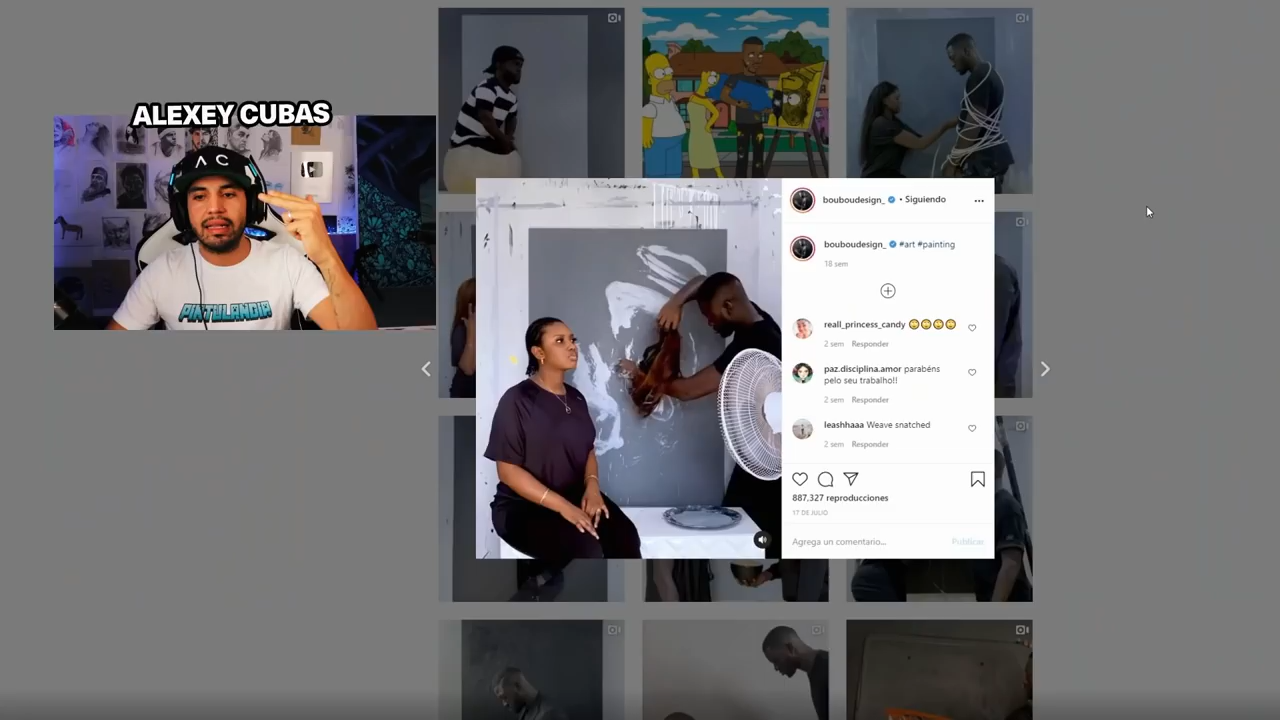 ALEXEY CUBAS
AC
PINTULANDIA
bouboudesign_ • Siguiendo
bouboudesign_ #art #painting
18 sem
reall_princess_candy
2 sem Responder
paz.disciplina.amor parabéns
pelo seu trabalho!!
2 sem Responder
leashhaaa Weave snatched
2 sem Responder
887,327 reproducciones
17 DE JULIO
Agrega un comentario...
Publicar